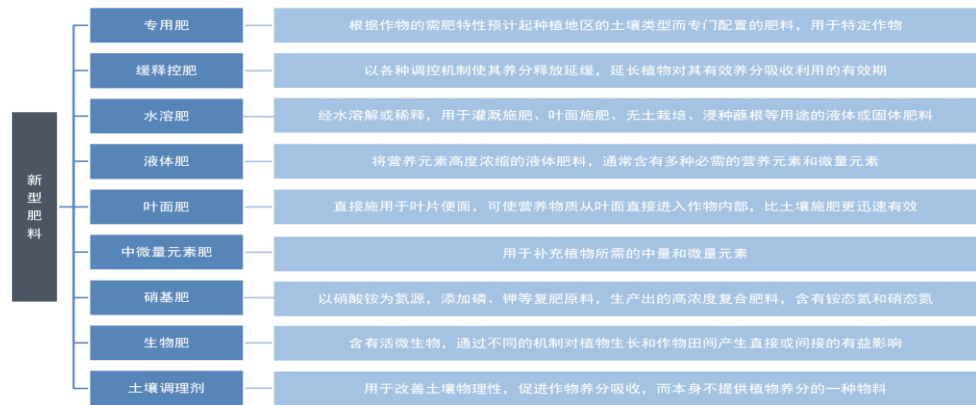 新型肥料
专用肥
根据作物的需肥特性预计起种植地区的土壤类型而专门配置的肥料，用于特定作物
缓释控肥
以各种调控机制使其养分释放延缓，延长植物对其有效养分吸收利用的有效期
水溶肥
经水溶解或稀释，用于灌溉施肥、叶面施肥、无土栽培、浸种蘸根等用途的液体或固体肥料
液体肥
将营养元素高度浓缩的液体肥料，通常含有多种必需的营养元素和微量元素
叶面肥
直接施用于叶片便面，可使营养物质从叶面直接进入作物内部，比土壤施肥更迅速有效
中微量元素肥
用于补充植物所需的中量和微量元素
硝基肥
以硝酸铵为氮源，添加磷、钾等复肥原料，生产出的高浓度复合肥料，含有铵态氮和硝态氮
生物肥
含有活微生物，通过不同的机制对植物生长和作物田间产生直接或间接的有益影响
土壤调理剂
用于改善土壤物理性，促进作物养分吸收，而本身不提供植物养分的一种物料